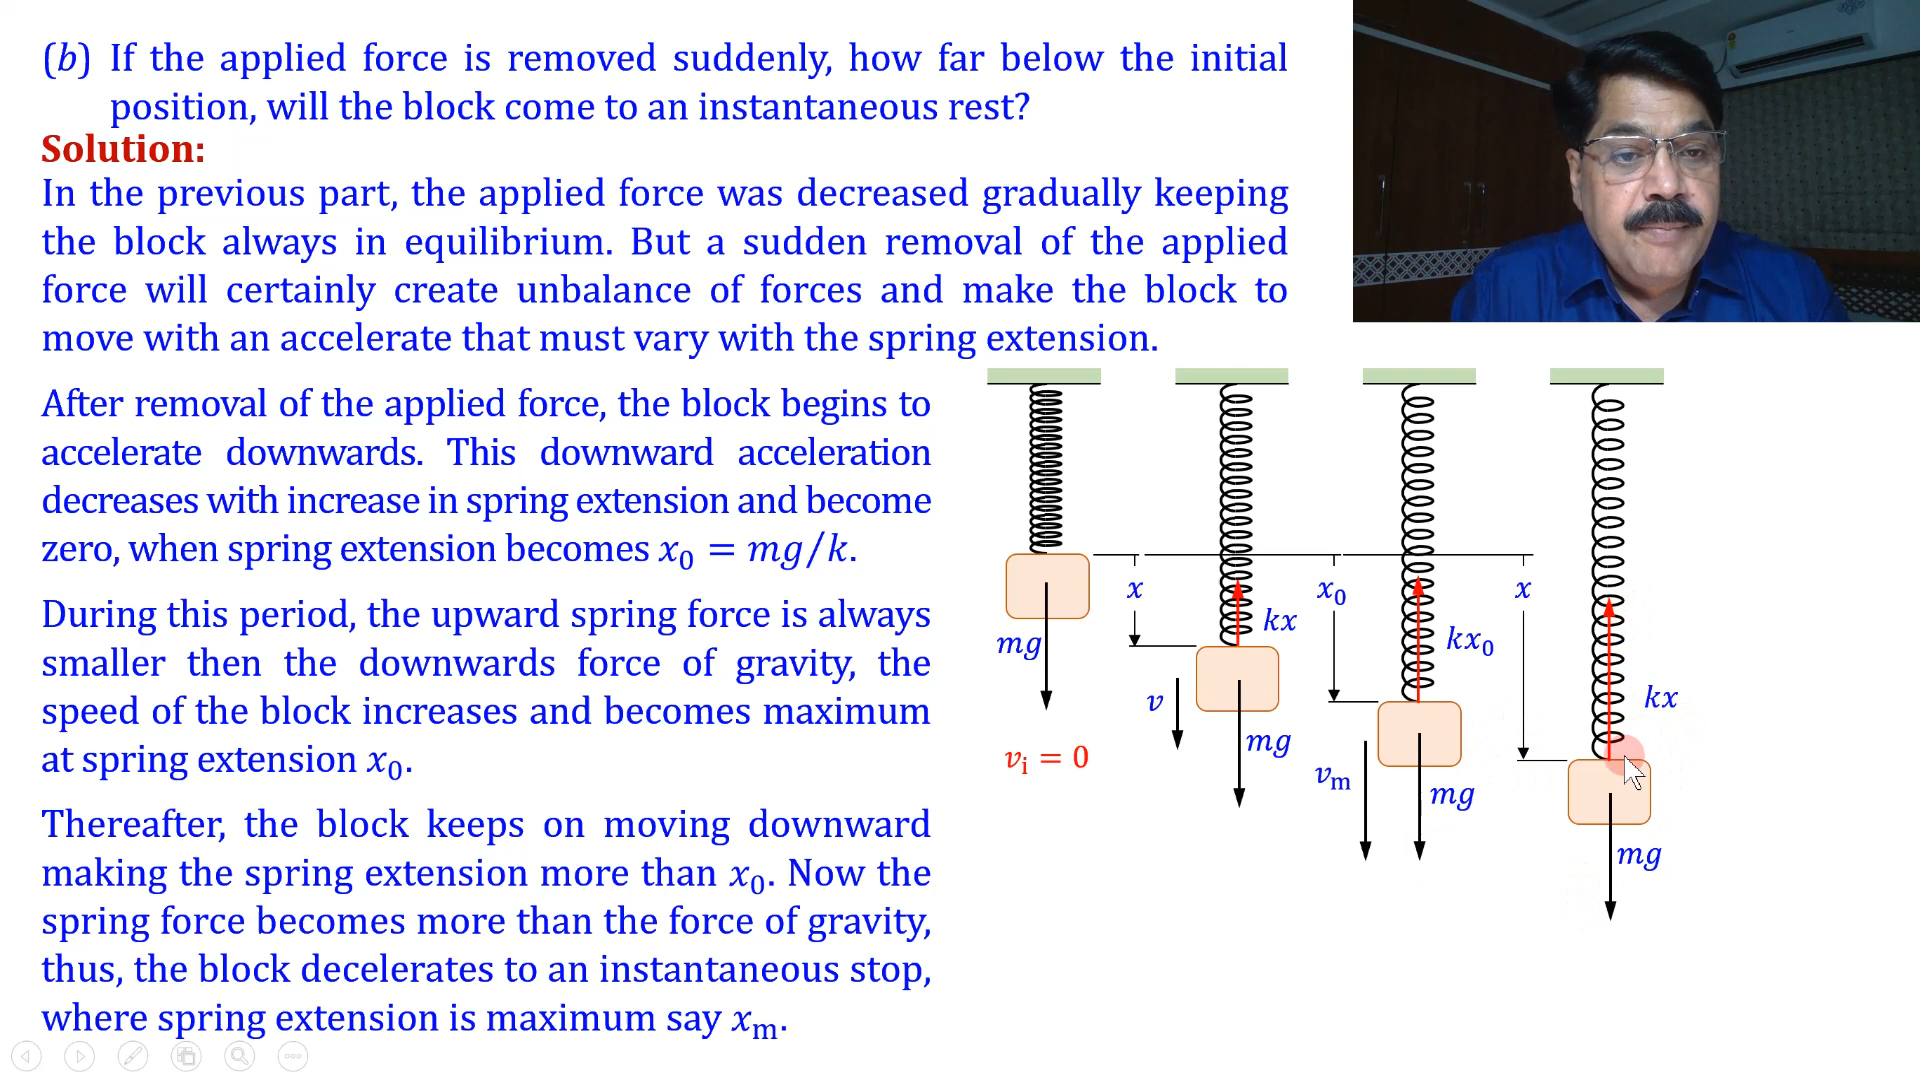 (b) If the applied force is removed suddenly, how far below the initial
position, will the block come to an instantaneous rest?
Solution:
In the previous part, the applied force was decreased gradually keeping
the block always in equilibrium. But a sudden removal of the applied
force will certainly create unbalance of forces and make the block to
move with an accelerate that must vary with the spring extension.
After removal of the applied force, the block begins to
accelerate downwards. This downward acceleration
decreases with increase in spring extension and become
zero, when spring extension becomes x₀ = mg/k.
During this period, the upward spring force is always
smaller then the downwards force of gravity, the
speed of the block increases and becomes maximum
at spring extension x₀.
Thereafter, the block keeps on moving downward
making the spring extension more than x₀. Now the
spring force becomes more than the force of gravity,
thus, the block decelerates to an instantaneous stop,
where spring extension is maximum say xₘ.
mg
vᵢ = 0
x
kx
v
mg
x₀
kx₀
vₘ
mg
x
kx
mg